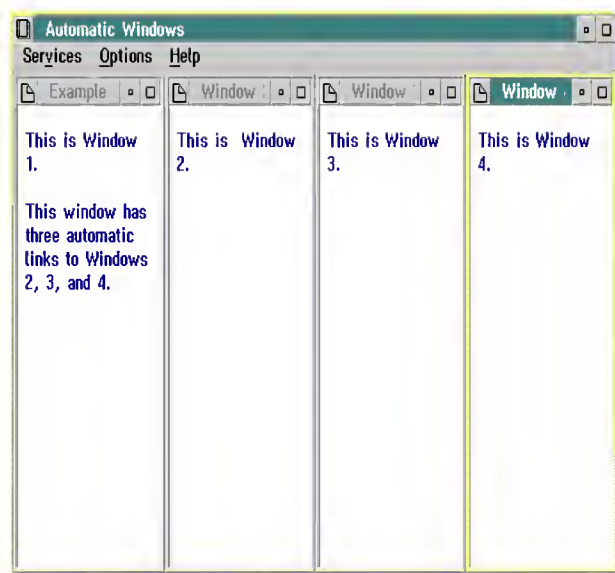 Automatic Windows
Services Options Help
Example
This is Window
1.
This window has
three automatic
links to Windows
2, 3, and 4.
Window
This is Window
2.
Window
This is Window
3.
Window
This is Window
4.